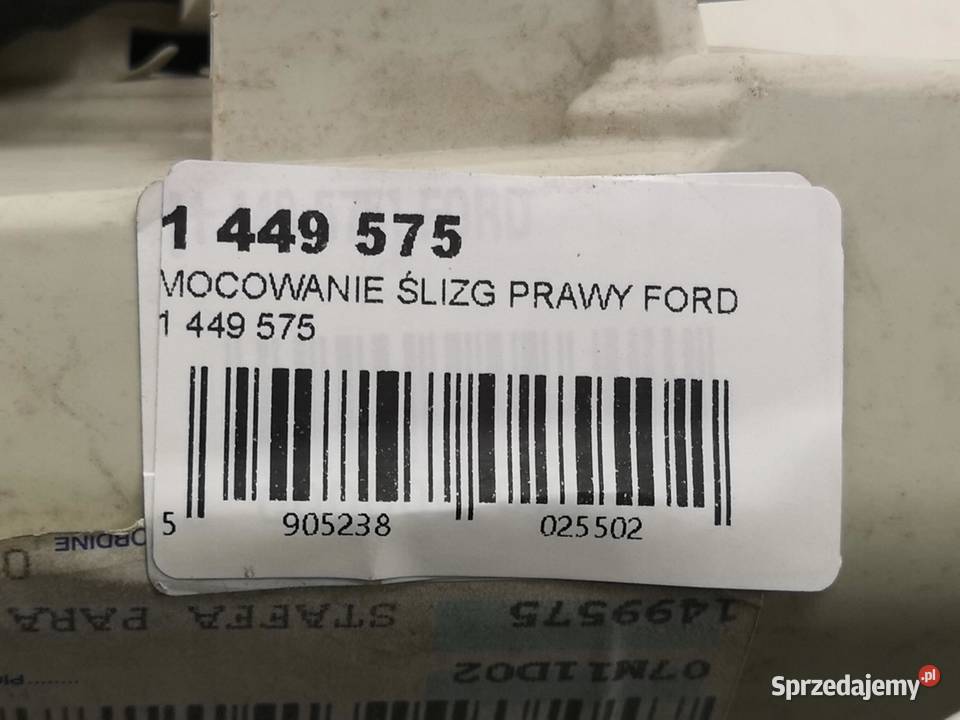 1 449 575
MOCOWANIE ŚLIZG PRAWY FORD
1 449 575
5 905238 025502
ORDINE
1499575 STAFFA PARA
07M11D02
Sprzedajemy.pl